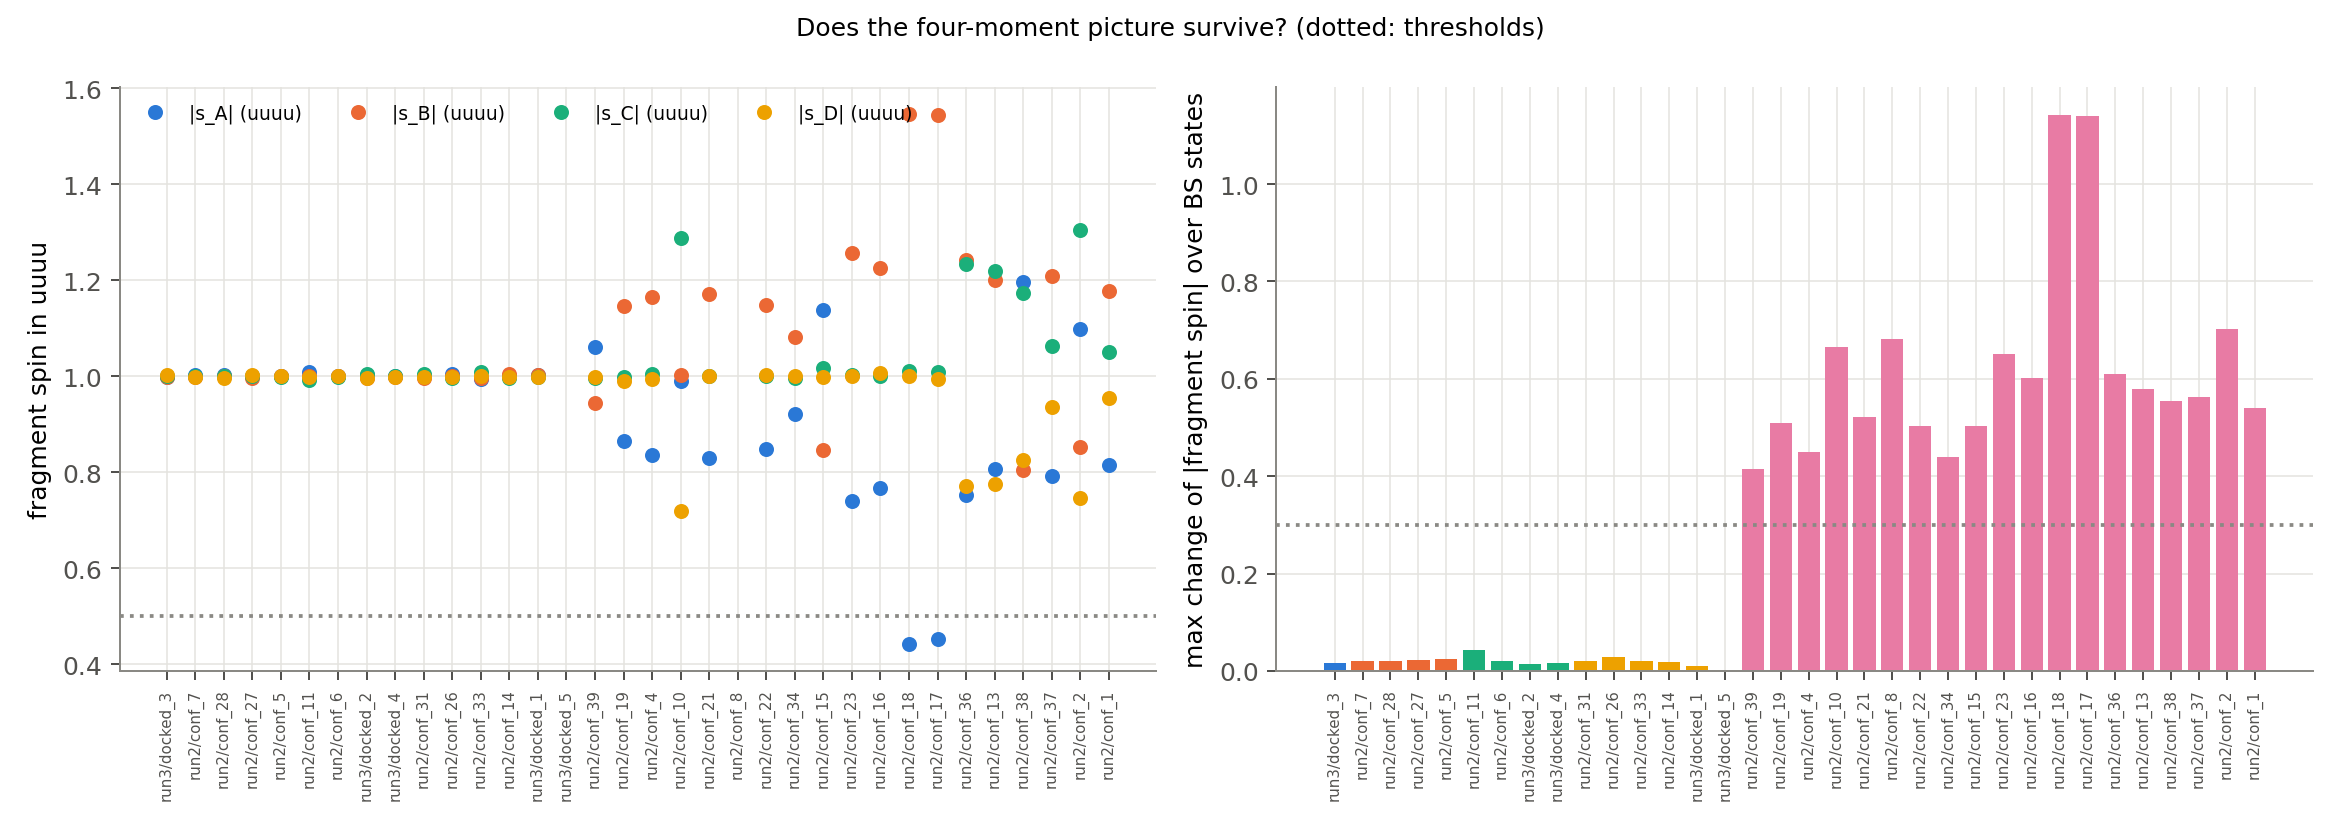 Does the four-moment picture survive? (dotted: thresholds)
|s_A| (uuuu) |s_B| (uuuu) |s_C| (uuuu) |s_D| (uuuu)
fragment spin in uuuu
1.6
1.4
1.2
1.0
0.8
0.6
0.4
run3/docked_3
run2/conf_7
run2/conf_28
run2/conf_27
run2/conf_5
run2/conf_11
run2/conf_6
run3/docked_2
run3/docked_4
run2/conf_31
run2/conf_26
run2/conf_33
run2/conf_14
run3/docked_1
run3/docked_5
run2/conf_39
run2/conf_19
run2/conf_4
run2/conf_10
run2/conf_21
run2/conf_8
run2/conf_22
run2/conf_34
run2/conf_15
run2/conf_23
run2/conf_16
run2/conf_18
run2/conf_17
run2/conf_36
run2/conf_13
run2/conf_38
run2/conf_37
run2/conf_2
run2/conf_1
max change of |fragment spin| over BS states
1.0
0.8
0.6
0.4
0.2
0.0
run3/docked_3
run2/conf_7
run2/conf_28
run2/conf_27
run2/conf_5
run2/conf_11
run2/conf_6
run3/docked_2
run3/docked_4
run2/conf_31
run2/conf_26
run2/conf_33
run2/conf_14
run3/docked_1
run3/docked_5
run2/conf_39
run2/conf_19
run2/conf_4
run2/conf_10
run2/conf_21
run2/conf_8
run2/conf_22
run2/conf_34
run2/conf_15
run2/conf_23
run2/conf_16
run2/conf_18
run2/conf_17
run2/conf_36
run2/conf_13
run2/conf_38
run2/conf_37
run2/conf_2
run2/conf_1